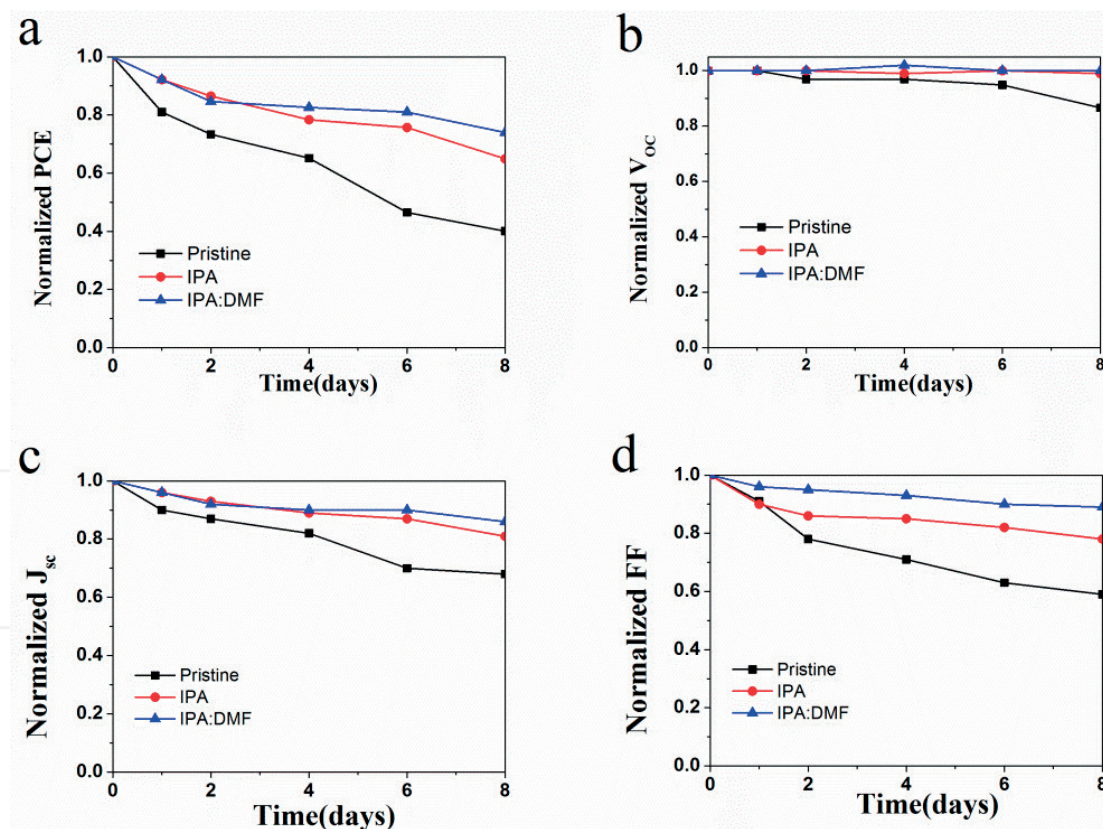 a
1.0
0.8
0.6
0.4
0.2
0.0
Normalized PCE
Pristine
IPA
IPA:DMF
0 2 4 6 8
Time(days)
b
1.0
0.8
0.6
0.4
0.2
0.0
Normalized VOC
Pristine
IPA
IPA:DMF
0 2 4 6 8
Time(days)
c
1.0
0.8
0.6
0.4
0.2
0.0
Normalized Jsc
Pristine
IPA
IPA:DMF
0 2 4 6 8
Time(days)
d
1.0
0.8
0.6
0.4
0.2
0.0
Normalized FF
Pristine
IPA
IPA:DMF
0 2 4 6 8
Time(days)